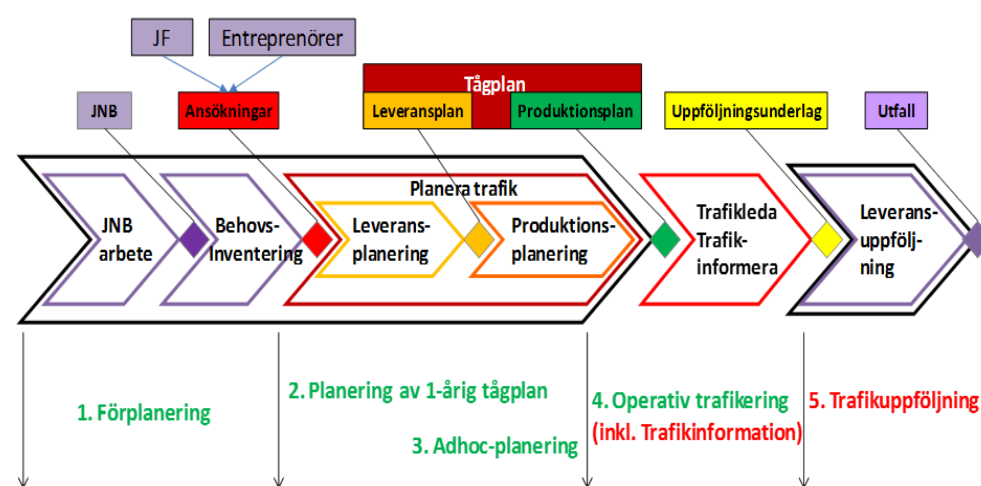 JF
Entreprenörer
Tågplan
JNB
Ansökningar
Leveransplan
Produktionsplan
Uppföljningsunderlag
Utfall
Planera trafik
JNB
arbete
Behovs-
Inventering
Leverans-
planering
Produktions-
planering
Trafikleda
Trafik-
informera
Leverans-
uppfölj-
ning
1. Förplanering
2. Planering av 1-årig tågplan
3. Adhoc-planering
4. Operativ trafikering
(inkl. Trafikinformation)
5. Trafikuppföljning